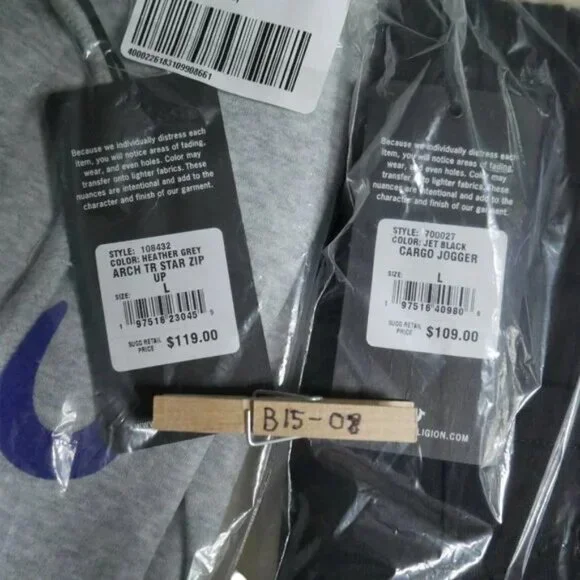 4000226183109908661
Because we individually distress each
item, you will notice areas of fading,
wear, and even holes. Color may
transfer onto lighter fabrics. These
nuances are intentional and add to the
character and finish of our garment.
STYLE: 108432
COLOR: HEATHER GREY
ARCH TR STAR ZIP
UP
SIZE:
L
1 97516 23045
SUGG RETAIL
PRICE
$119.00
Because we individually distress each
item, you will notice areas of fading,
wear, and even holes. Color may
transfer onto lighter fabrics. These
nuances are intentional and add to the
character and finish of our garment.
STYLE: 700027
COLOR: JET BLACK
CARGO JOGGER
SIZE:
L
1 97516 40980
SUGG RETAIL
PRICE
$109.00
B15-08
LIGION.COM